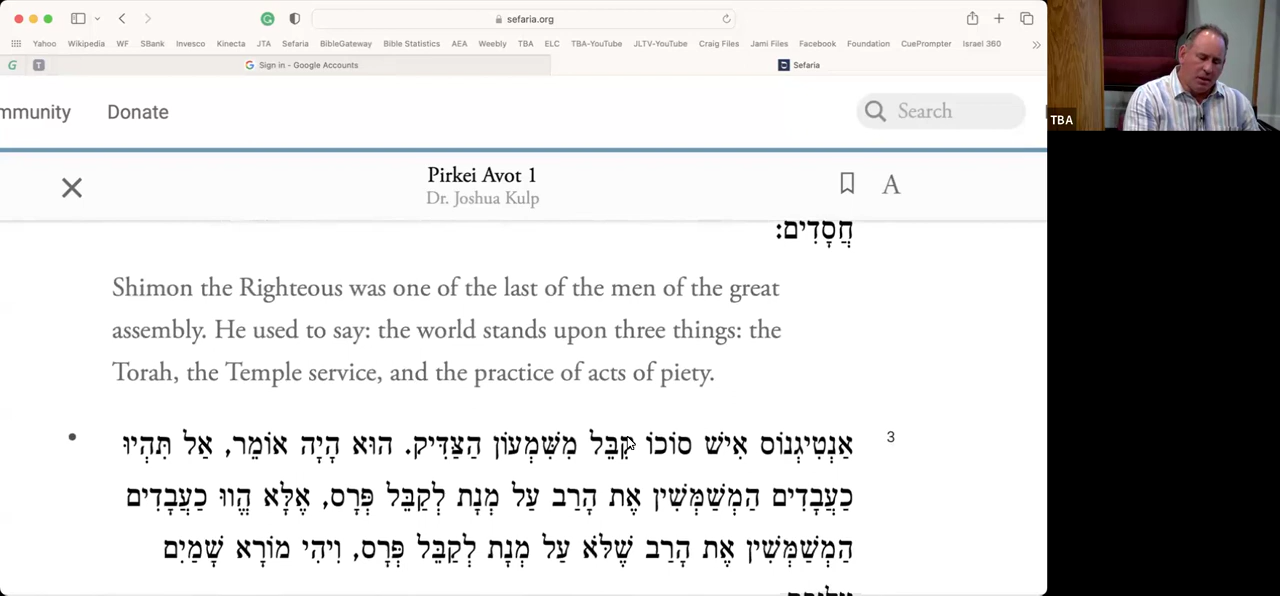 sefaria.org
Yahoo Wikipedia WF SBank Invesco Kinecta JTA Sefaria BibleGateway Bible Statistics AEA Weebly TBA ELC TBA-YouTube JLTV-YouTube Craig Files Jami Files Facebook Foundation CuePrompter Israel 360 »
G T Sign in - Google Accounts Sefaria
TBA
mmunity Donate Search
Pirkei Avot 1 A
Dr. Joshua Kulp
חֲסָדִים:
Shimon the Righteous was one of the last of the men of the great
assembly. He used to say: the world stands upon three things: the
Torah, the Temple service, and the practice of acts of piety.
3
אַנְטִיגְנוֹס אִישׁ סוֹכוֹ קִבֵּל מִשִּׁמְעוֹן הַצַּדִּיק. הוּא הָיָה אוֹמֵר, אַל תִּהְיוּ
כַעֲבָדִים הַמְשַׁמְּשִׁין אֶת הָרַב עַל מְנָת לְקַבֵּל פְּרָס, אֶלָּא הֱווּ כַעֲבָדִים
הַמְשַׁמְּשִׁין אֶת הָרַב שֶׁלֹּא עַל מְנָת לְקַבֵּל פְּרָס, וִיהִי מוֹרָא שָׁמַיִם